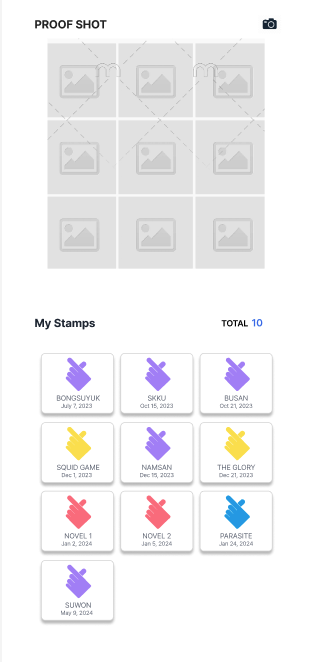 PROOF SHOT
My Stamps
TOTAL 10
BONGSUYUK
July 7, 2023
SKKU
Oct 16, 2023
BUSAN
Oct 21, 2023
SQUID GAME
Dec 1, 2023
NAMSAN
Dec 15, 2023
THE GLORY
Dec 21, 2023
NOVEL 1
Jan 2, 2024
NOVEL 2
Jan 5, 2024
PARASITE
Jan 24, 2024
SUWON
May 9, 2024